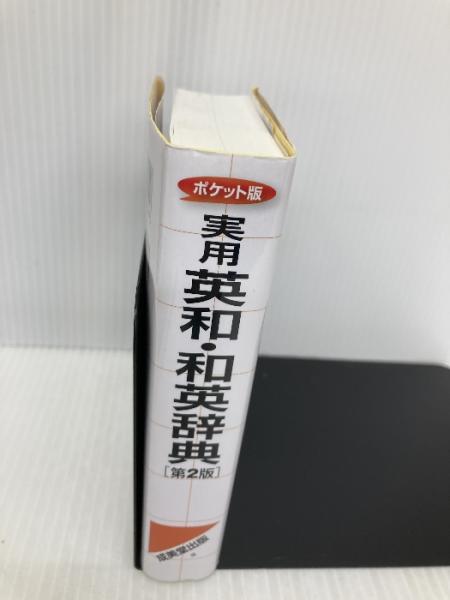 ポケット版
実用
英和・和英辞典
[第2版]
成美堂出版